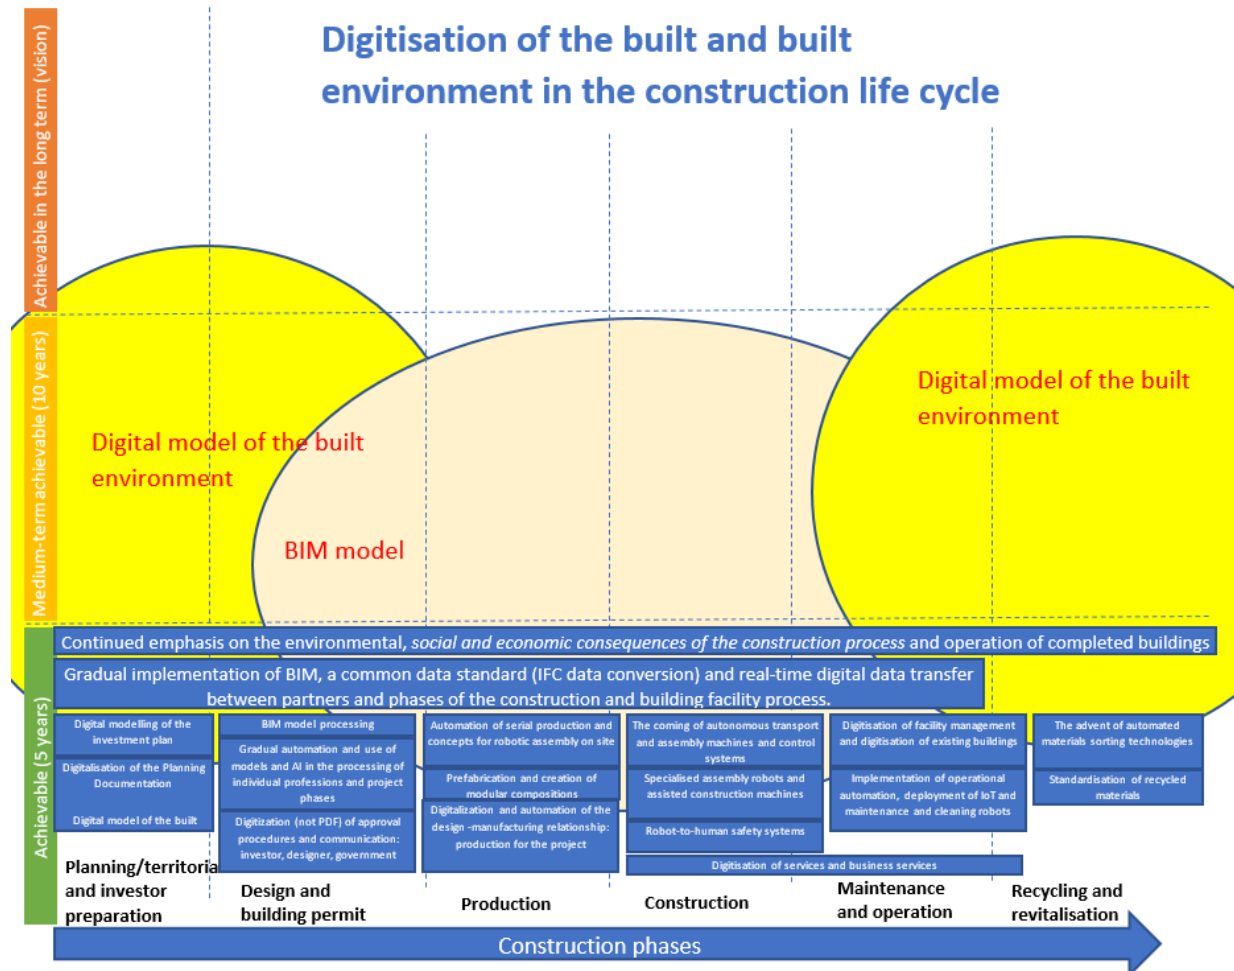 Digitisation of the built and built
environment in the construction life cycle
Achievable in the long term (vision)
Medium-term achievable (10 years)
Achievable (5 years)
Digital model of the built
environment
BIM model
Digital model of the built
environment
Continued emphasis on the environmental, social and economic consequences of the construction process and operation of completed buildings
Gradual implementation of BIM, a common data standard (IFC data conversion) and real-time digital data transfer
between partners and phases of the construction and building facility process.
Digital modelling of the
investment plan
Digitalisation of the Planning
Documentation
Digital model of the built
BIM model processing
Gradual automation and use of
models and AI in the processing of
individual professions and project
phases
Digitization (not PDF) of approval
procedures and communication:
investor, designer, government
Automation of serial production and
concepts for robotic assembly on site
Prefabrication and creation of
modular compositions
Digitalization and automation of the
design -manufacturing relationship:
production for the project
The coming of autonomous transport
and assembly machines and control
systems
Specialised assembly robots and
assisted construction machines
Robot-to-human safety systems
Digitisation of facility management
and digitisation of existing buildings
Implementation of operational
automation, deployment of IoT and
maintenance and cleaning robots
Digitisation of services and business services
The advent of automated
materials sorting technologies
Standardisation of recycled
materials
Planning/territoria
and investor
preparation
Design and
building permit
Production
Construction
Maintenance
and operation
Recycling and
revitalisation
Construction phases